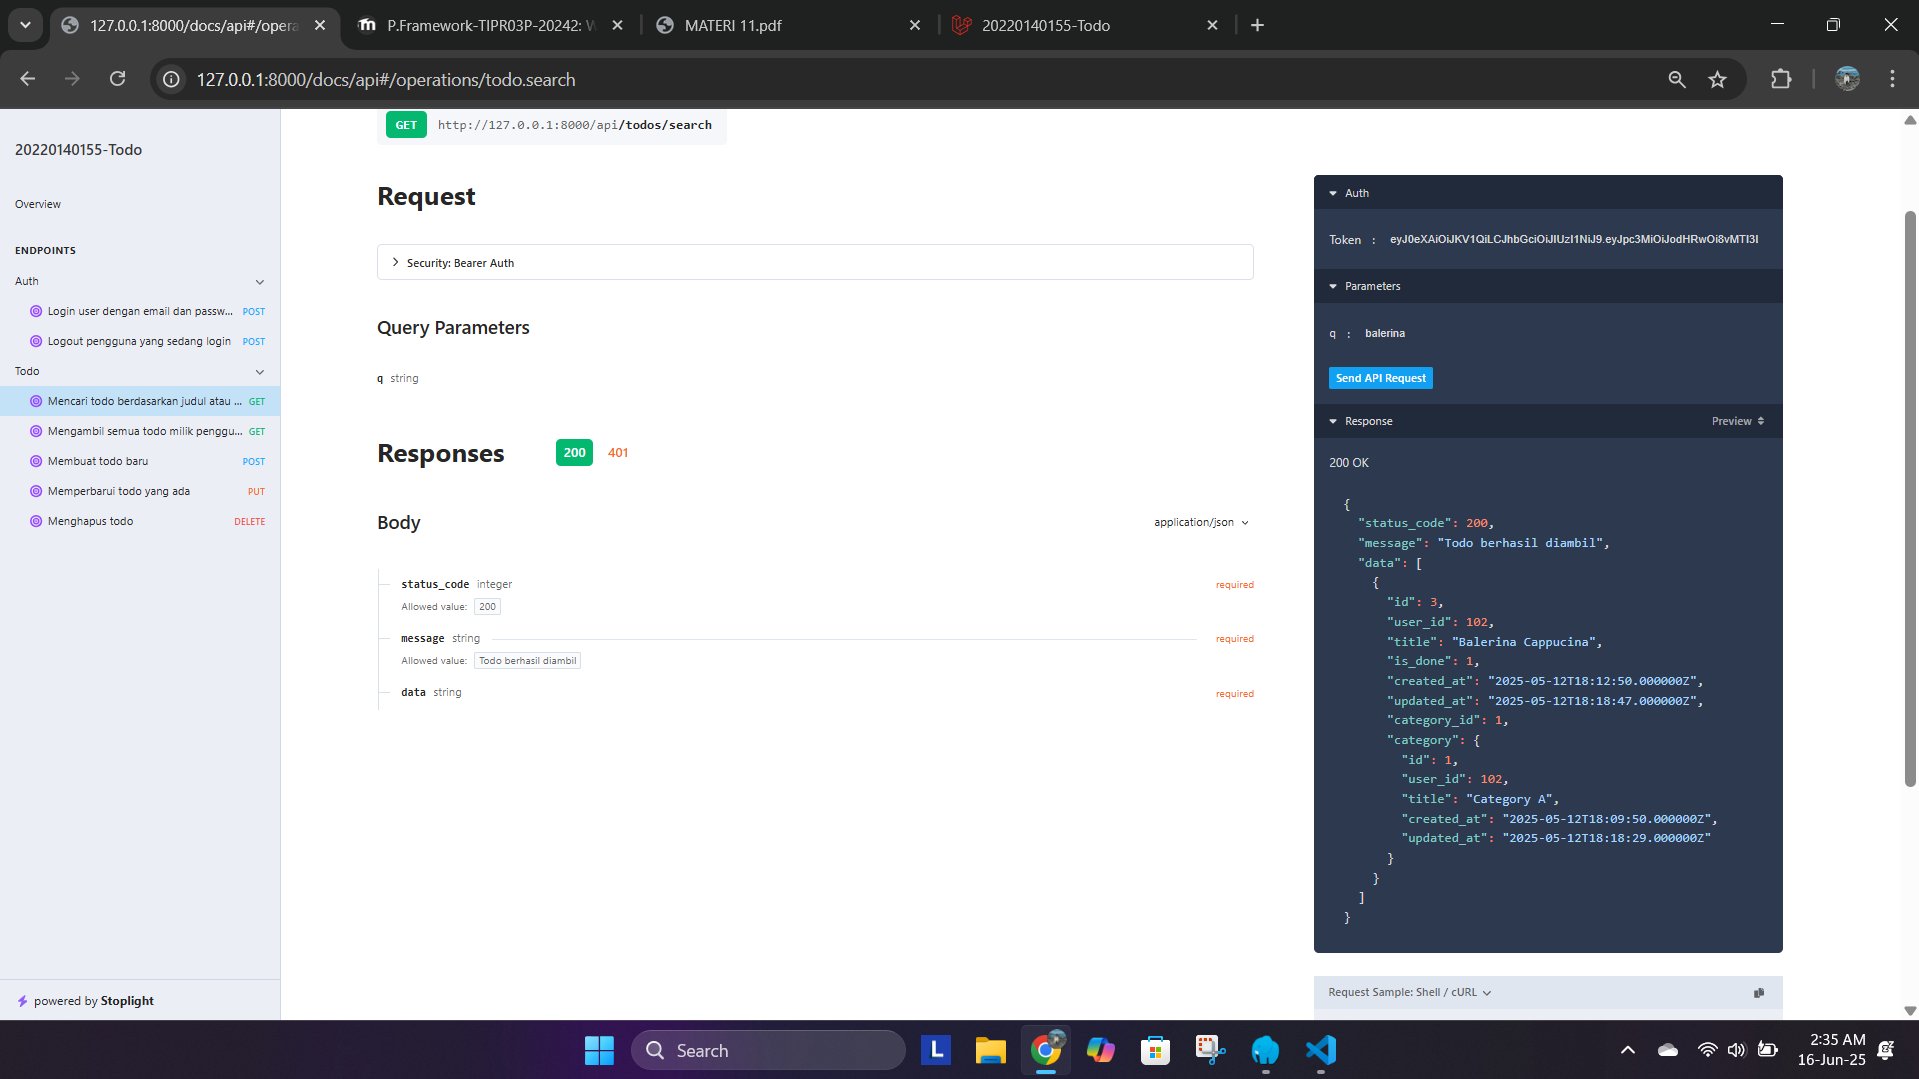 127.0.0.1:8000/docs/api#/opera
P.Framework-TIPR03P-20242: W
MATERI 11.pdf
20220140155-Todo
127.0.0.1:8000/docs/api#/operations/todo.search
20220140155-Todo
Overview
ENDPOINTS
Auth
Login user dengan email dan passw... POST
Logout pengguna yang sedang login POST
Todo
Mencari todo berdasarkan judul atau ... GET
Mengambil semua todo milik penggu... GET
Membuat todo baru POST
Memperbarui todo yang ada PUT
Menghapus todo DELETE
powered by Stoplight
GET http://127.0.0.1:8000/api/todos/search
Request
Security: Bearer Auth
Query Parameters
q string
Responses 200 401
Body application/json
status_code integer required
Allowed value: 200
message string required
Allowed value: Todo berhasil diambil
data string required
Auth
Token :
Parameters
q : balerina
Send API Request
Response Preview
200 OK
{
"status_code": 200,
"message": "Todo berhasil diambil",
"data": [
{
"id": 3,
"user_id": 102,
"title": "Balerina Cappucina",
"is_done": 1,
"created_at": "2025-05-12T18:12:50.000000Z",
"updated_at": "2025-05-12T18:18:47.000000Z",
"category_id": 1,
"category": {
"id": 1,
"user_id": 102,
"title": "Category A",
"created_at": "2025-05-12T18:09:50.000000Z",
"updated_at": "2025-05-12T18:18:29.000000Z"
}
}
]
}
Request Sample: Shell / cURL
Search
L
2:35 AM
16-Jun-25